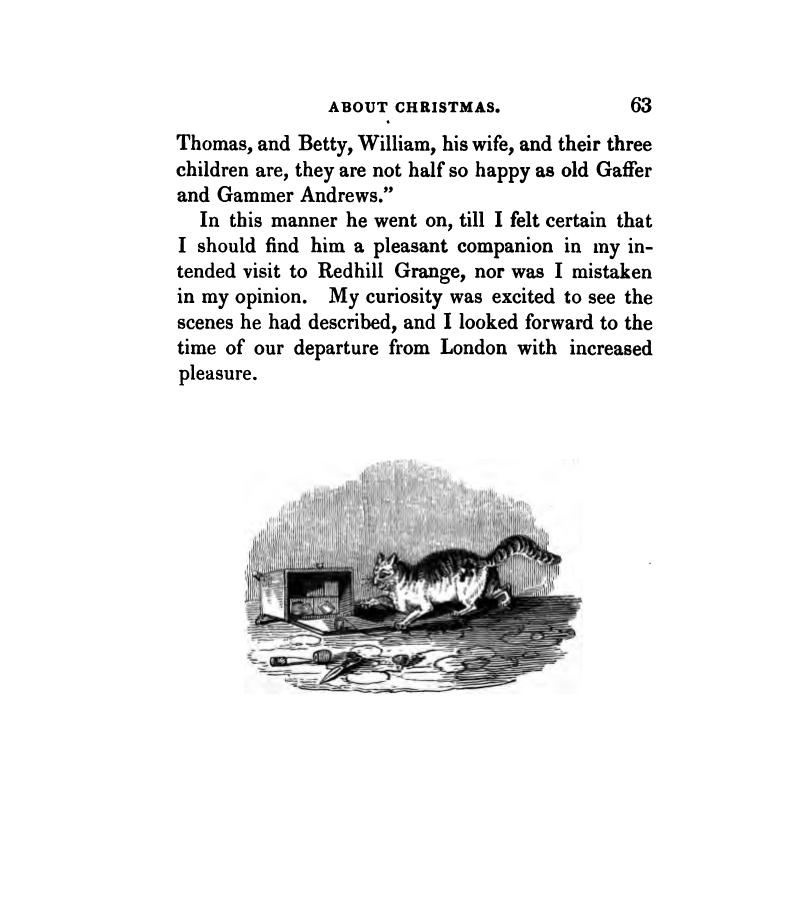 ABOUT CHRISTMAS. 63
Thomas, and Betty, William, his wife, and their three
children are, they are not half so happy as old Gaffer
and Gammer Andrews.”
In this manner he went on, till I felt certain that
I should find him a pleasant companion in my in-
tended visit to Redhill Grange, nor was I mistaken
in my opinion. My curiosity was excited to see the
scenes he had described, and I looked forward to the
time of our departure from London with increased
pleasure.